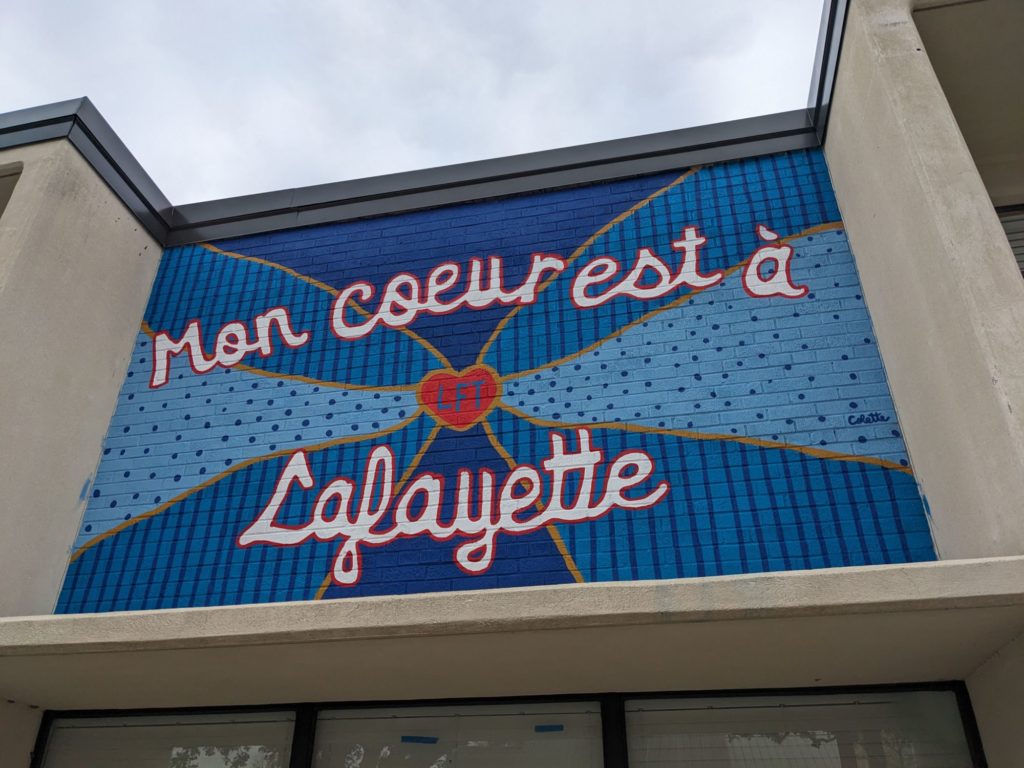 Mon coeur est à
LFT
Lafayette
Colette